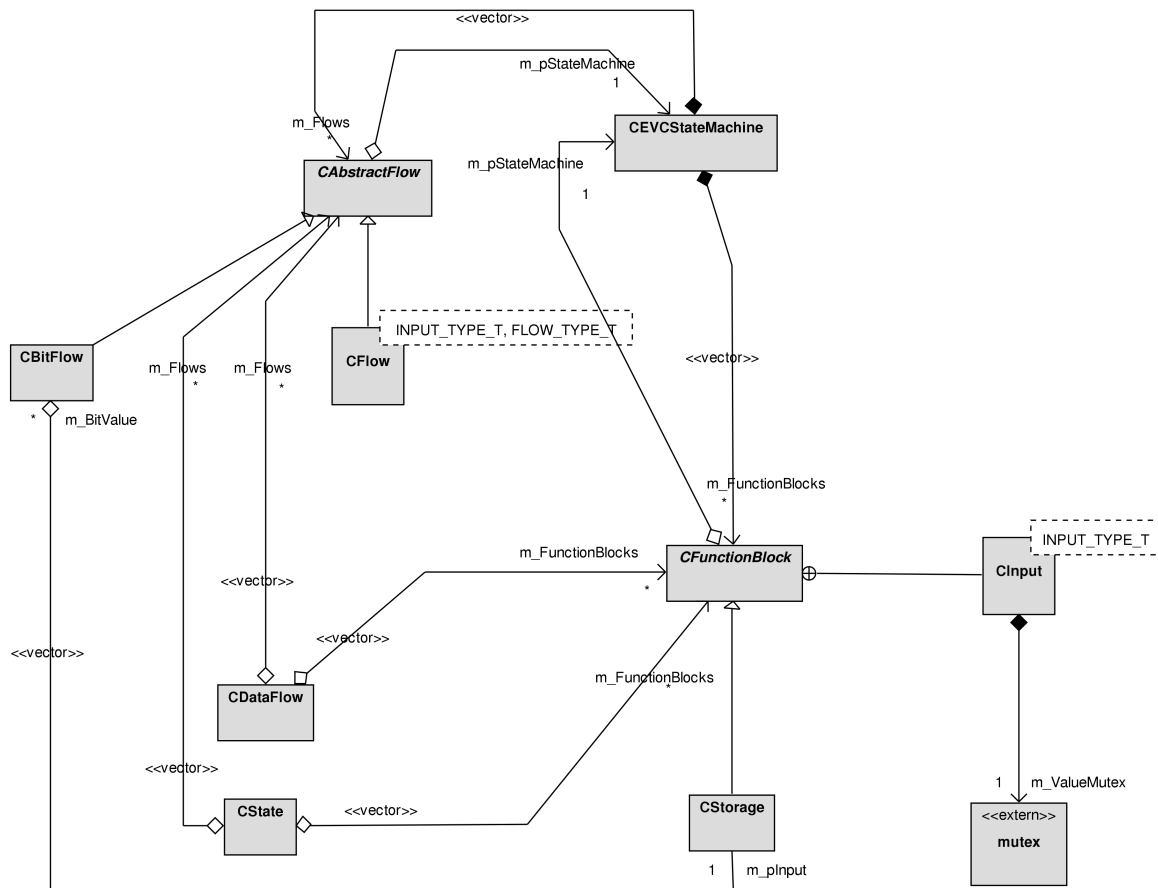 <<vector>>
m_pStateMachine
1
m_Flows
*
CEVCStateMachine
CAbstractFlow
m_pStateMachine
1
INPUT_TYPE_T, FLOW_TYPE_T
CBitFlow
CFlow
<<vector>>
m_Flows
*
m_Flows
*
* m_BitValue
m_FunctionBlocks
*
INPUT_TYPE_T
m_FunctionBlocks
*
CFunctionBlock
CInput
<<vector>>
<<vector>>
<<vector>>
m_FunctionBlocks
*
CDataFlow
<<vector>>
1 m_ValueMutex
CState
<<vector>>
CStorage
<<extern>>
mutex
1 m_pInput